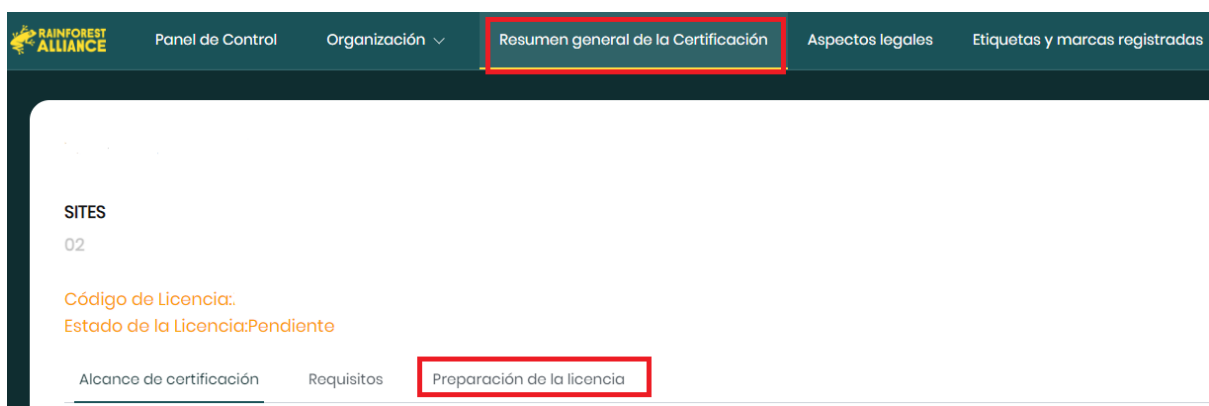 RAINFOREST
ALLIANCE
Panel de Control Organización Resumen general de la Certificación Aspectos legales Etiquetas y marcas registradas
SITES
02
Código de Licencia:.
Estado de la Licencia:Pendiente
Alcance de certificación Requisitos Preparación de la licencia